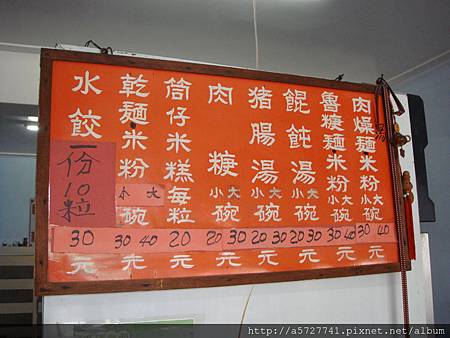 肉燥麵米粉小大碗 30 40 元
魯粳麵米粉小大碗 30 40 元
餛飩湯小大碗 20 30 元
豬腸湯小大碗 20 30 元
肉粳小大碗 20 30 元
筒仔米糕每粒 20 元
乾麵米粉小大碗 30 40 元
水餃一份10粒 30 元
http://a5727741.pixnet.net/album